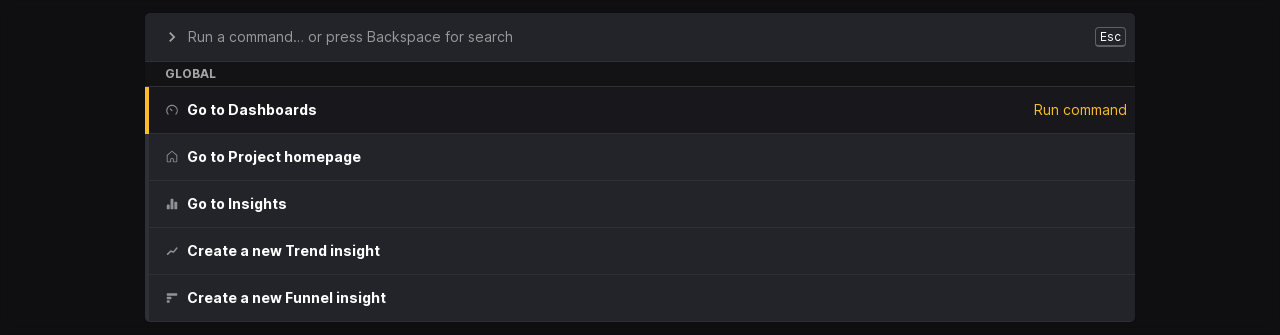 Run a command... or press Backspace for search
Esc
GLOBAL
Go to Dashboards
Run command
Go to Project homepage
Go to Insights
Create a new Trend insight
Create a new Funnel insight